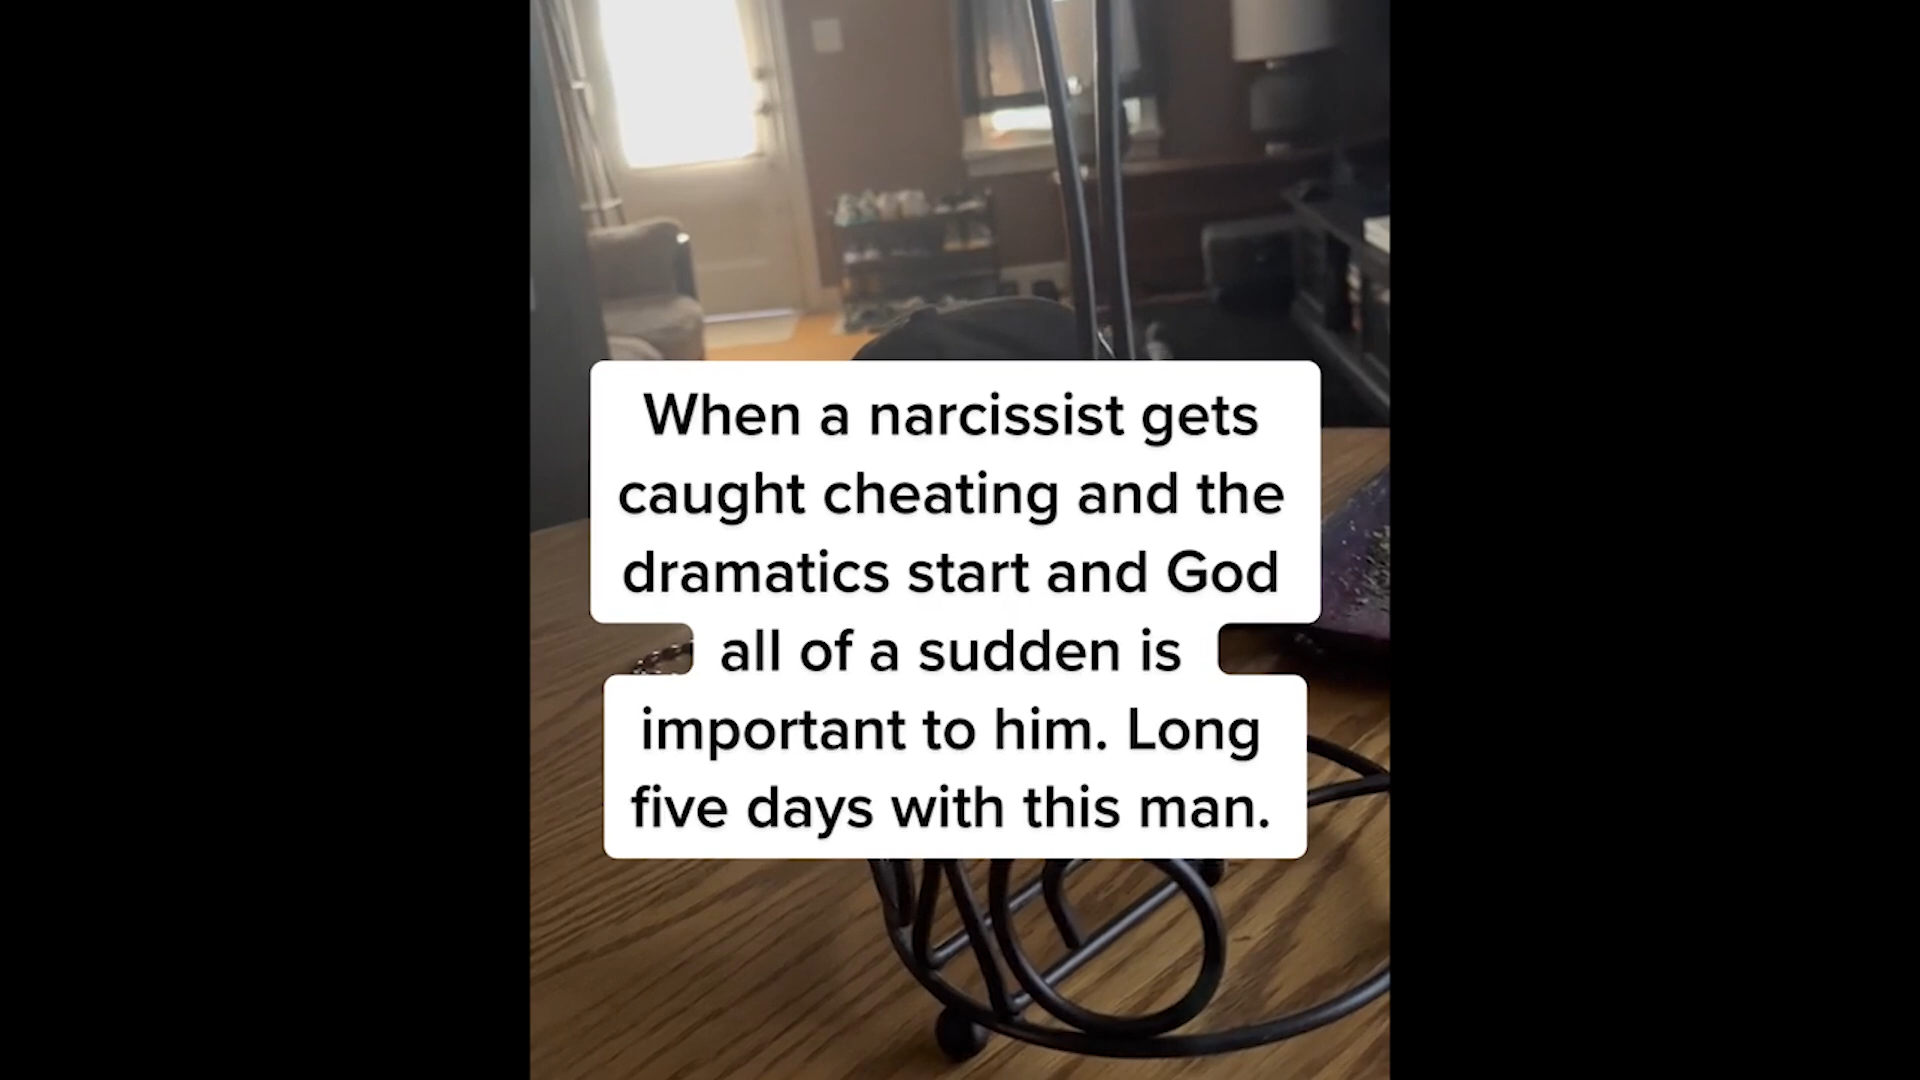 When a narcissist gets
caught cheating and the
dramatics start and God
all of a sudden is
important to him. Long
five days with this man.